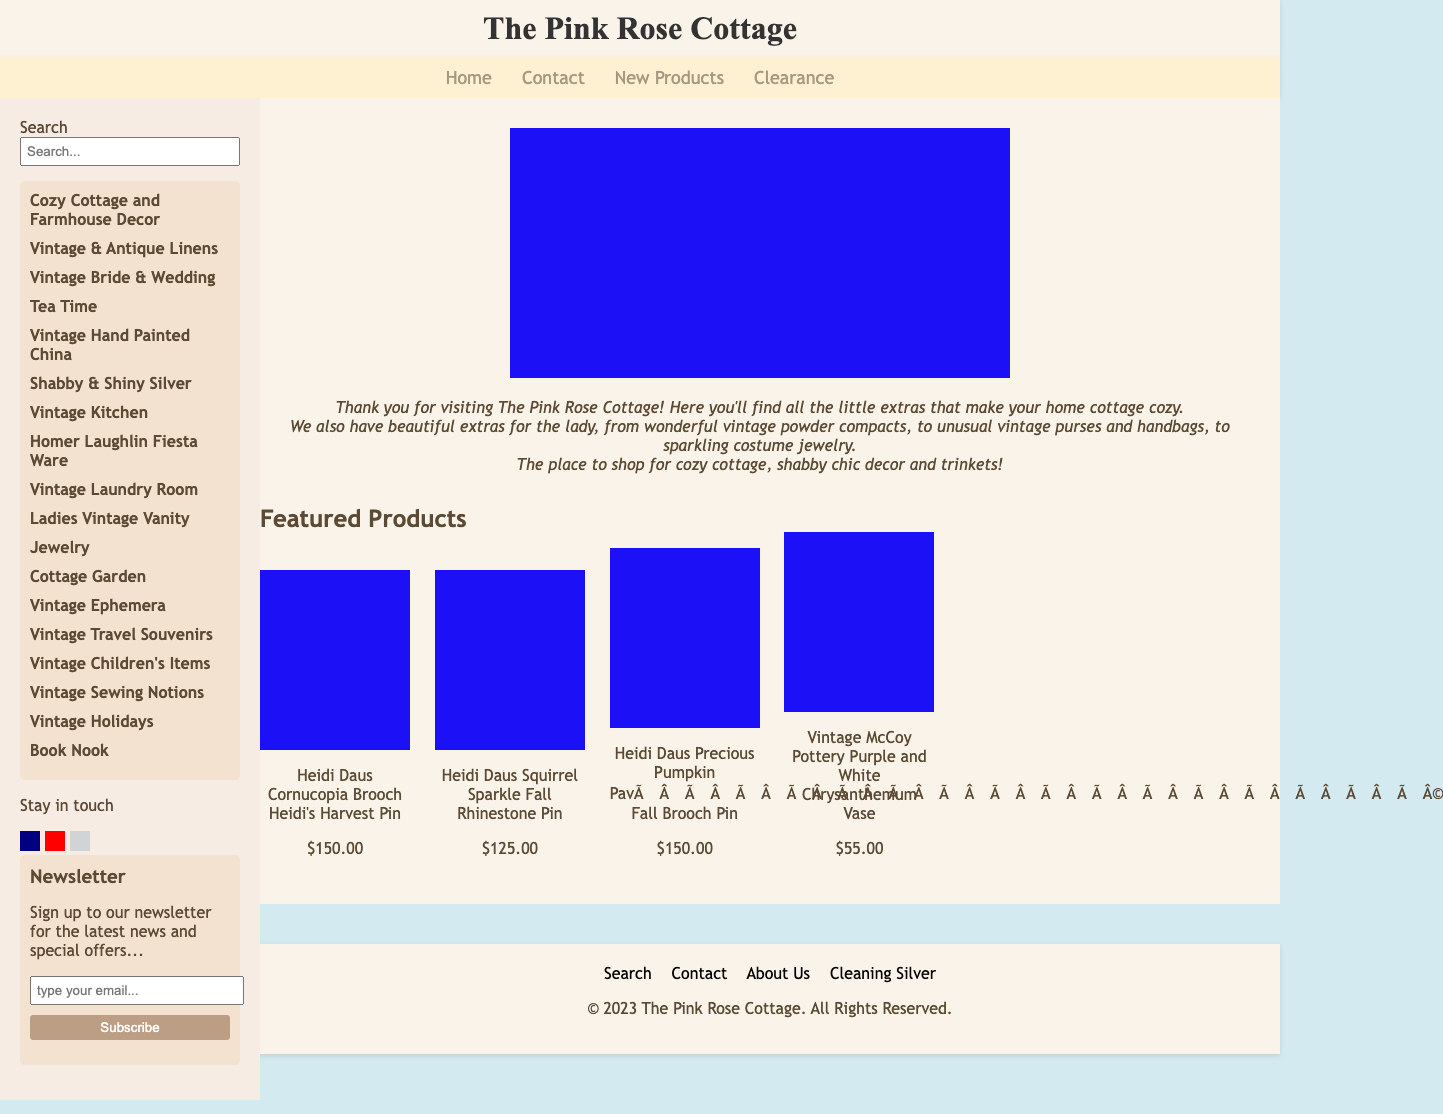 The Pink Rose Cottage
Home Contact New Products Clearance
Search
Search...
Cozy Cottage and
Farmhouse Decor
Vintage & Antique Linens
Vintage Bride & Wedding
Tea Time
Vintage Hand Painted
China
Shabby & Shiny Silver
Vintage Kitchen
Homer Laughlin Fiesta
Ware
Vintage Laundry Room
Ladies Vintage Vanity
Jewelry
Cottage Garden
Vintage Ephemera
Vintage Travel Souvenirs
Vintage Children's Items
Vintage Sewing Notions
Vintage Holidays
Book Nook
Stay in touch
Newsletter
Sign up to our newsletter
for the latest news and
special offers...
type your email...
Subscribe
Thank you for visiting The Pink Rose Cottage! Here you'll find all the little extras that make your home cottage cozy.
We also have beautiful extras for the lady, from wonderful vintage powder compacts, to unusual vintage purses and handbags, to
sparkling costume jewelry.
The place to shop for cozy cottage, shabby chic decor and trinkets!
Featured Products
Heidi Daus
Cornucopia Brooch
Heidi's Harvest Pin
$150.00
Heidi Daus Squirrel
Sparkle Fall
Rhinestone Pin
$125.00
Heidi Daus Precious
Pumpkin
PavÃ Â Ã Â Ã Â Ã Â Ã Â Ã Â Ã Â Ã Â Ã Â Ã Â Ã Â Ã Â Ã Â Ã Â Ã Â Ã Â©
Fall Brooch Pin
$150.00
Vintage McCoy
Pottery Purple and
White
Chrysanthemum
Vase
$55.00
Search Contact About Us Cleaning Silver
© 2023 The Pink Rose Cottage. All Rights Reserved.